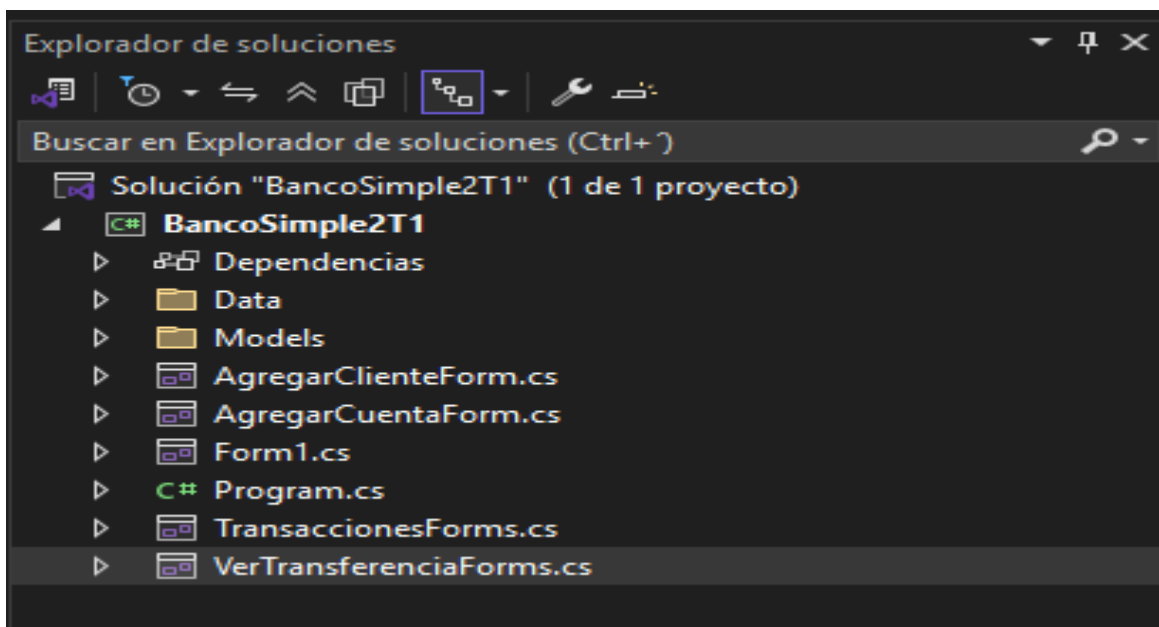 Explorador de soluciones
Buscar en Explorador de soluciones (Ctrl+´)
Solución "BancoSimple2T1" (1 de 1 proyecto)
C# BancoSimple2T1
Dependencias
Data
Models
AgregarClienteForm.cs
AgregarCuentaForm.cs
Form1.cs
C# Program.cs
TransaccionesForms.cs
VerTransferenciaForms.cs